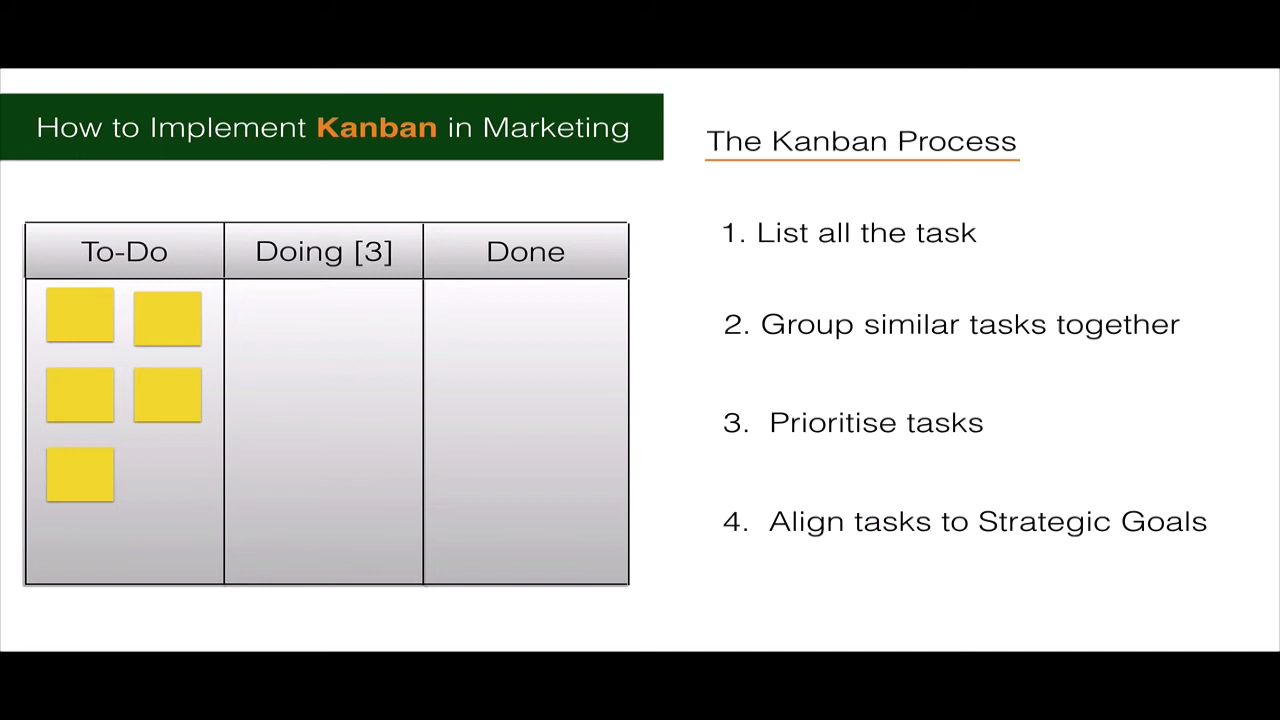 How to Implement Kanban in Marketing
The Kanban Process
To-Do
Doing [3]
Done
1. List all the task
2. Group similar tasks together
3. Prioritise tasks
4. Align tasks to Strategic Goals